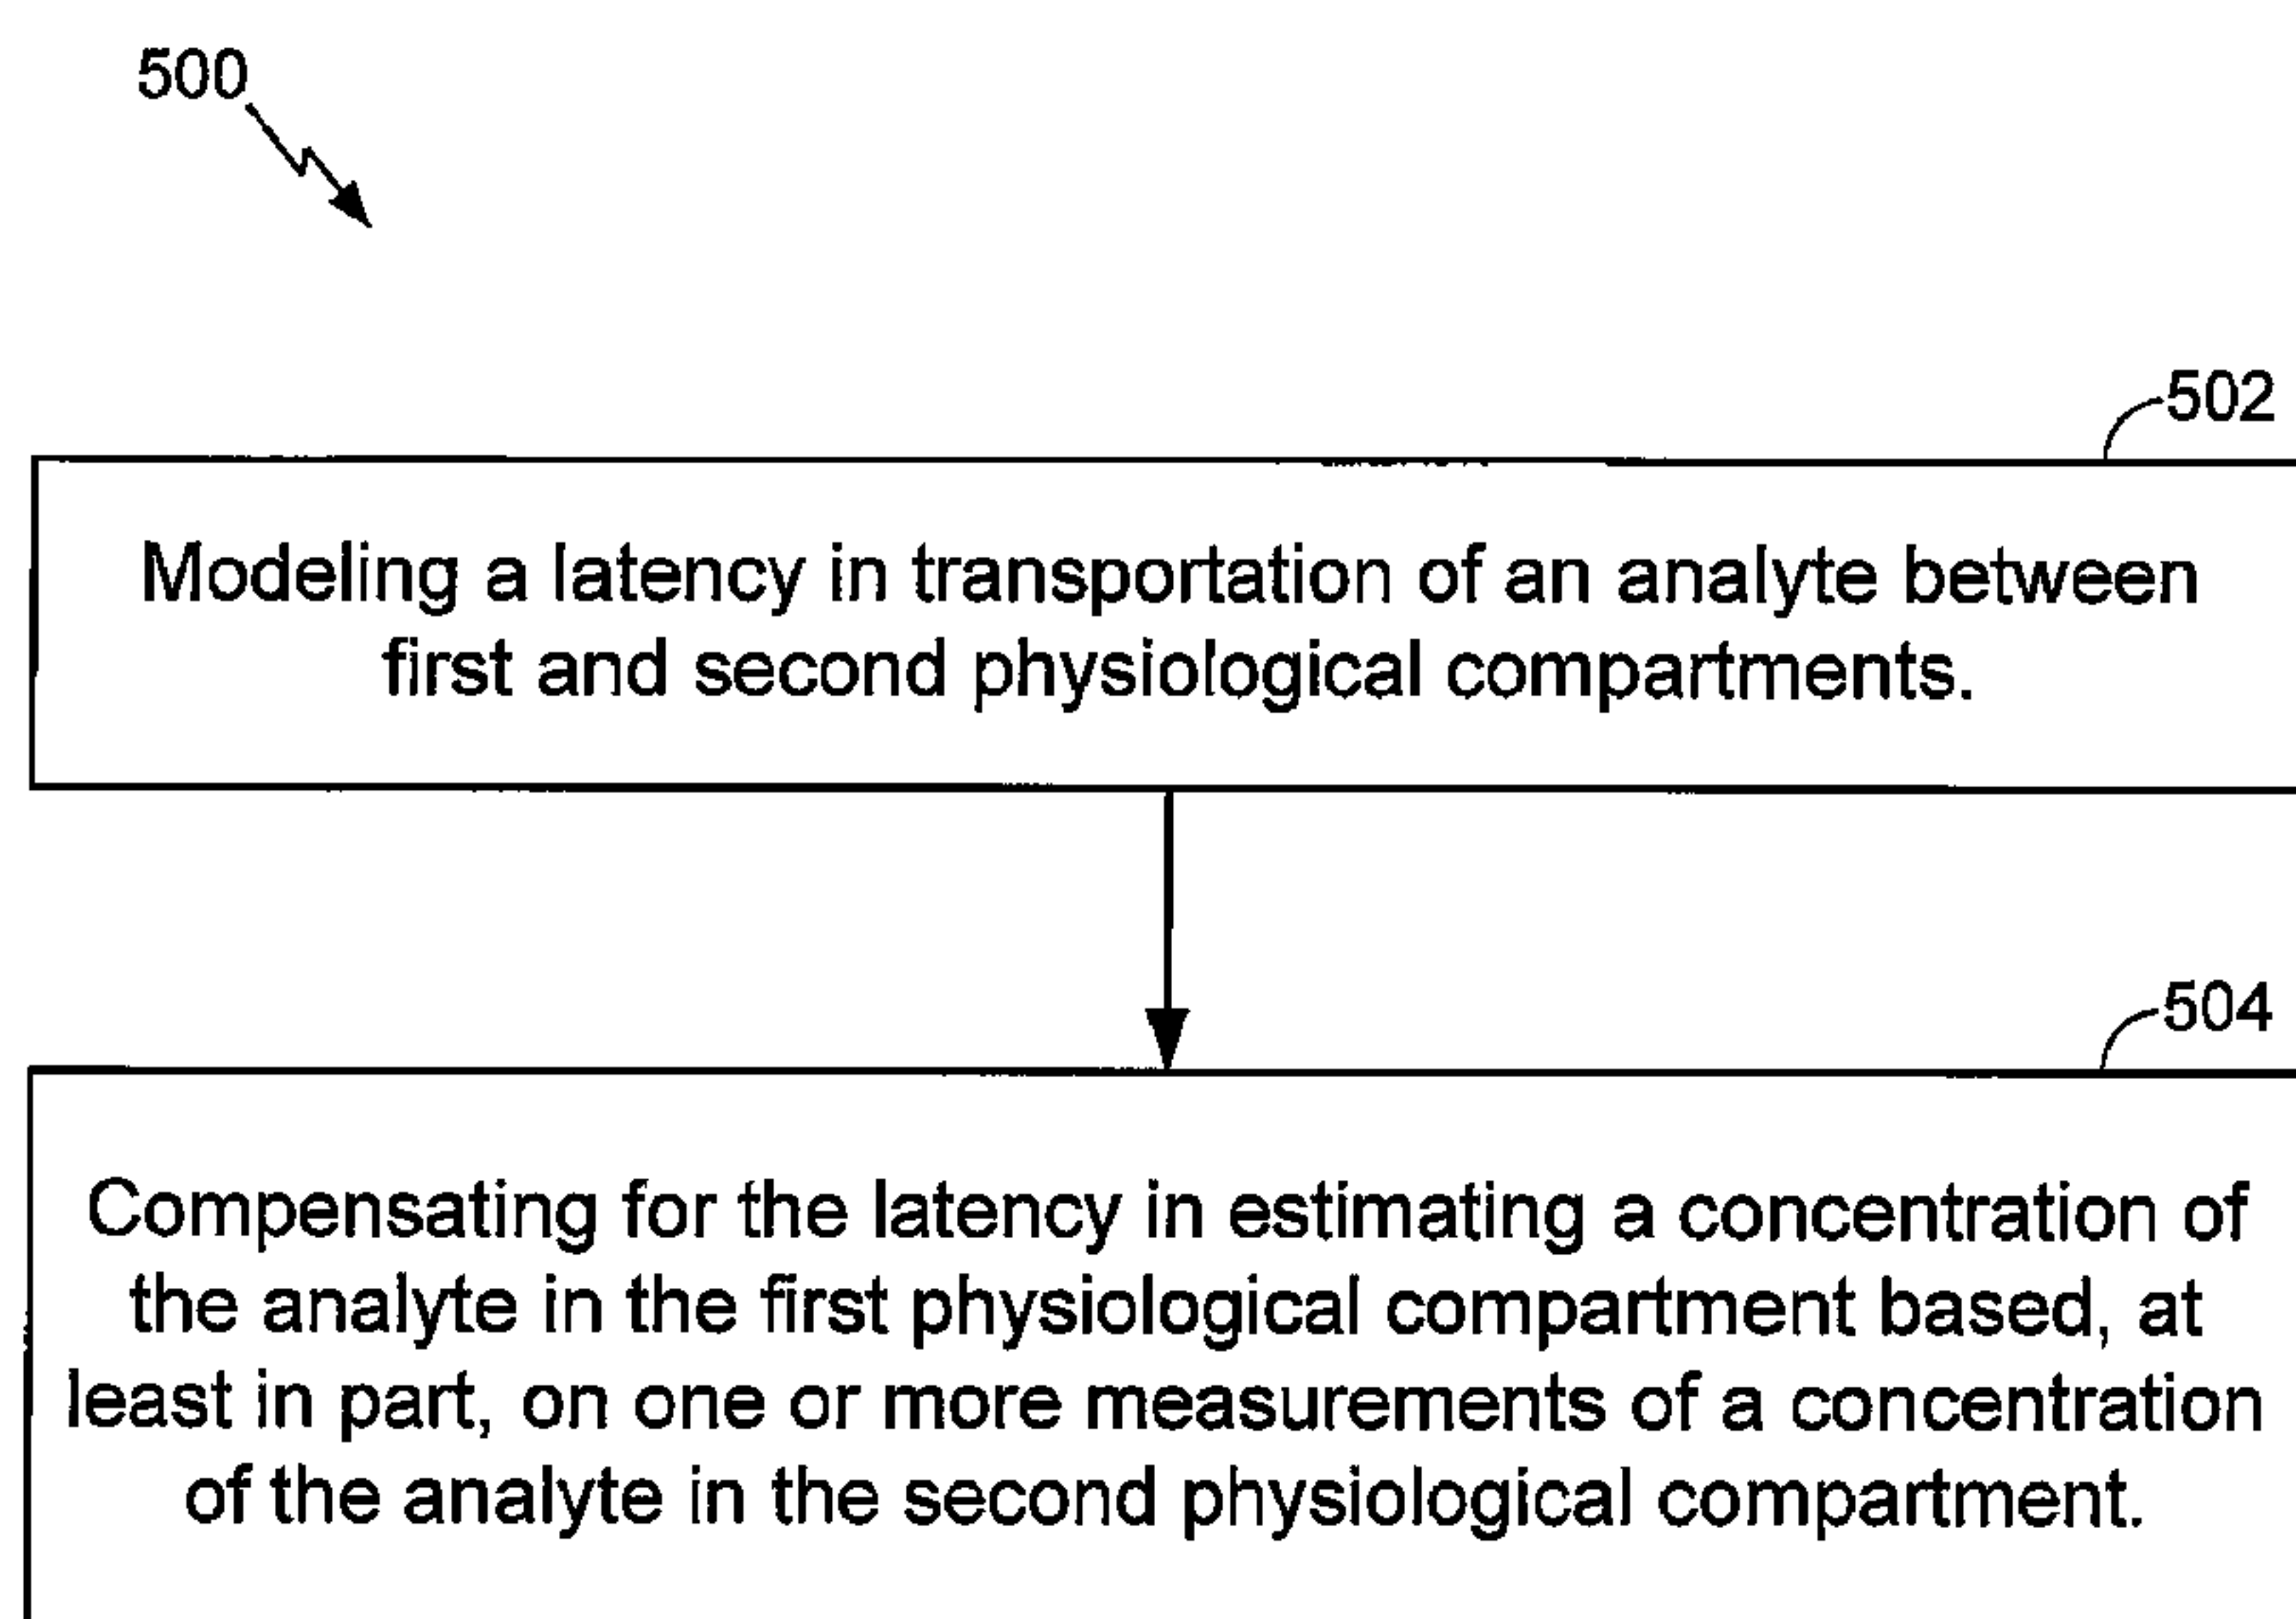 500
502
Modeling a latency in transportation of an analyte between
first and second physiological compartments.
504
Compensating for the latency in estimating a concentration of
the analyte in the first physiological compartment based, at
least in part, on one or more measurements of a concentration
of the analyte in the second physiological compartment.